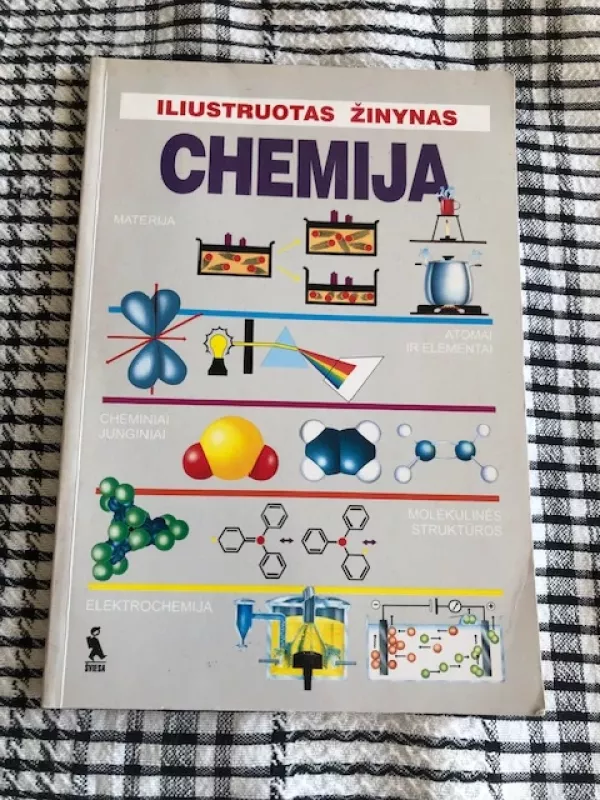 ILIUSTRUOTAS ŽINYNAS
CHEMIJA
MATERIJA
ATOMAI
IR ELEMENTAI
CHEMINIAI
JUNGINIAI
MOLEKULINĖS
STRUKTŪROS
ELEKTROCHEMIJA
− +
ŠVIESA